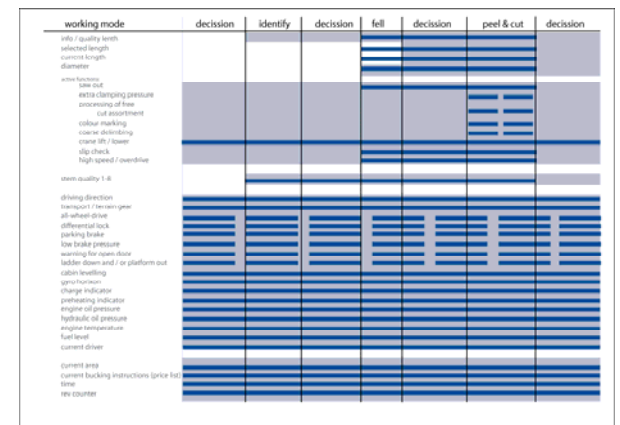 working mode decission identify decission fell decission peel & cut decission
info / quality lenth
selected length
current length
diameter
active functions
saw out
extra clamping pressure
processing of free
cut assortment
colour marking
coarse delimbing
crane lift / lower
slip check
high speed / overdrive
stem quality 1-6
driving direction
transport / terrain gear
all-wheel-drive
differential lock
parking brake
low brake pressure
warning for open door
ladder down and / or platform out
cabin levelling
gyro horizon
charge indicator
preheating indicator
engine oil pressure
hydraulic oil pressure
engine temperature
fuel level
current driver
current area
current bucking instructions (price list)
time
rev counter